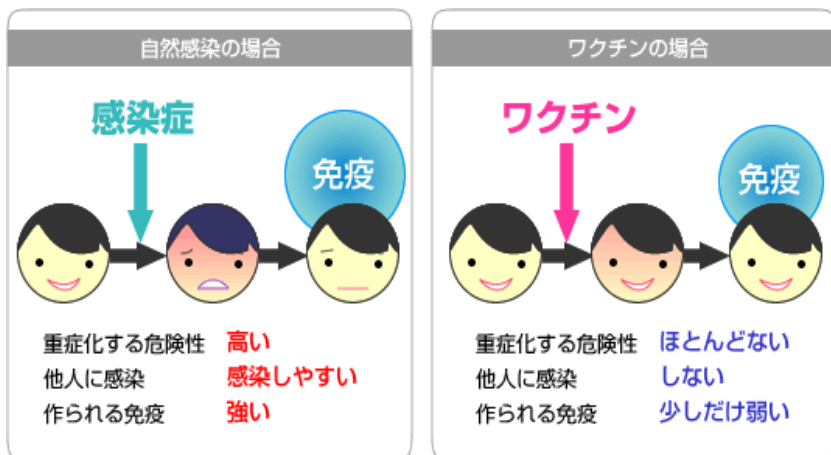 自然感染の場合
感染症
免疫
重症化する危険性 高い
他人に感染 感染しやすい
作られる免疫 強い
ワクチンの場合
ワクチン
免疫
重症化する危険性 ほとんどない
他人に感染 しない
作られる免疫 少しだけ弱い